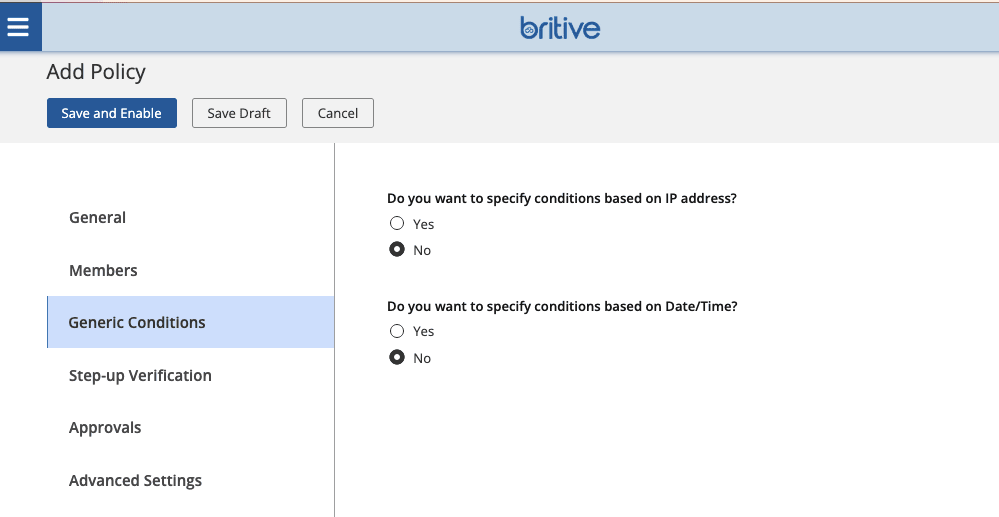 britive
Add Policy
Save and Enable
Save Draft
Cancel
General
Members
Generic Conditions
Step-up Verification
Approvals
Advanced Settings
Do you want to specify conditions based on IP address?
Yes
No
Do you want to specify conditions based on Date/Time?
Yes
No